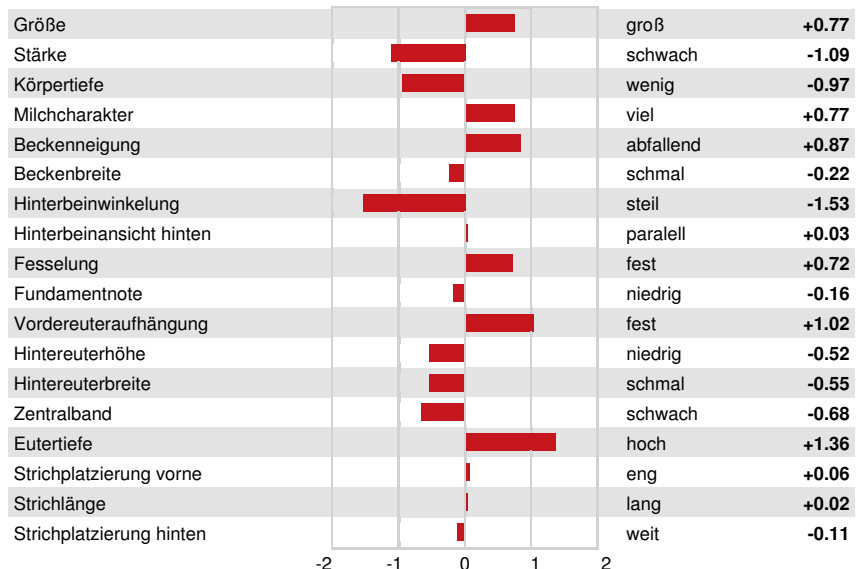 Größe groß +0.77
Stärke schwach -1.09
Körpertiefe wenig -0.97
Milchcharakter viel +0.77
Beckenneigung abfallend +0.87
Beckenbreite schmal -0.22
Hinterbeinwinkelung steil -1.53
Hinterbeinansicht hinten paralell +0.03
Fesselung fest +0.72
Fundamentnote niedrig -0.16
Vordereuteraufhängung fest +1.02
Hintereuterhöhe niedrig -0.52
Hintereuterbreite schmal -0.55
Zentralband schwach -0.68
Eutertiefe hoch +1.36
Strichplatzierung vorne eng +0.06
Strichlänge lang +0.02
Strichplatzierung hinten weit -0.11
-2 -1 0 1 2